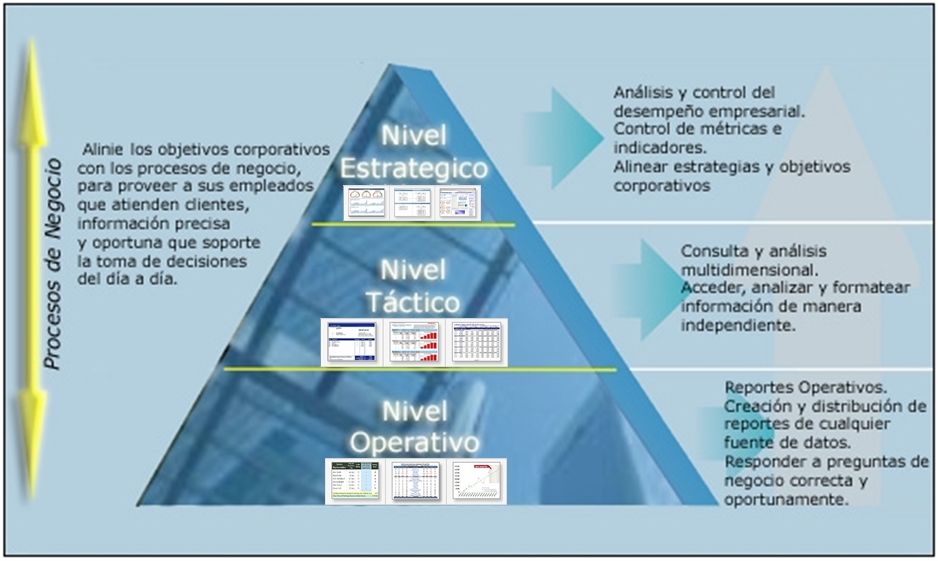 Procesos de Negocio
Alinie los objetivos corporativos
con los procesos de negocio,
para proveer a sus empleados
que atienden clientes,
información precisa
y oportuna que soporte
la toma de decisiones
del día a día.
Nivel
Estrategico
Análisis y control del
desempeño empresarial.
Control de métricas e
indicadores.
Alinear estrategias y objetivos
corporativos
Nivel
Táctico
Consulta y análisis
multidimensional.
Acceder, analizar y formatear
información de manera
independiente.
Nivel
Operativo
Reportes Operativos.
Creación y distribución de
reportes de cualquier
fuente de datos.
Responder a preguntas de
negocio correcta y
oportunamente.